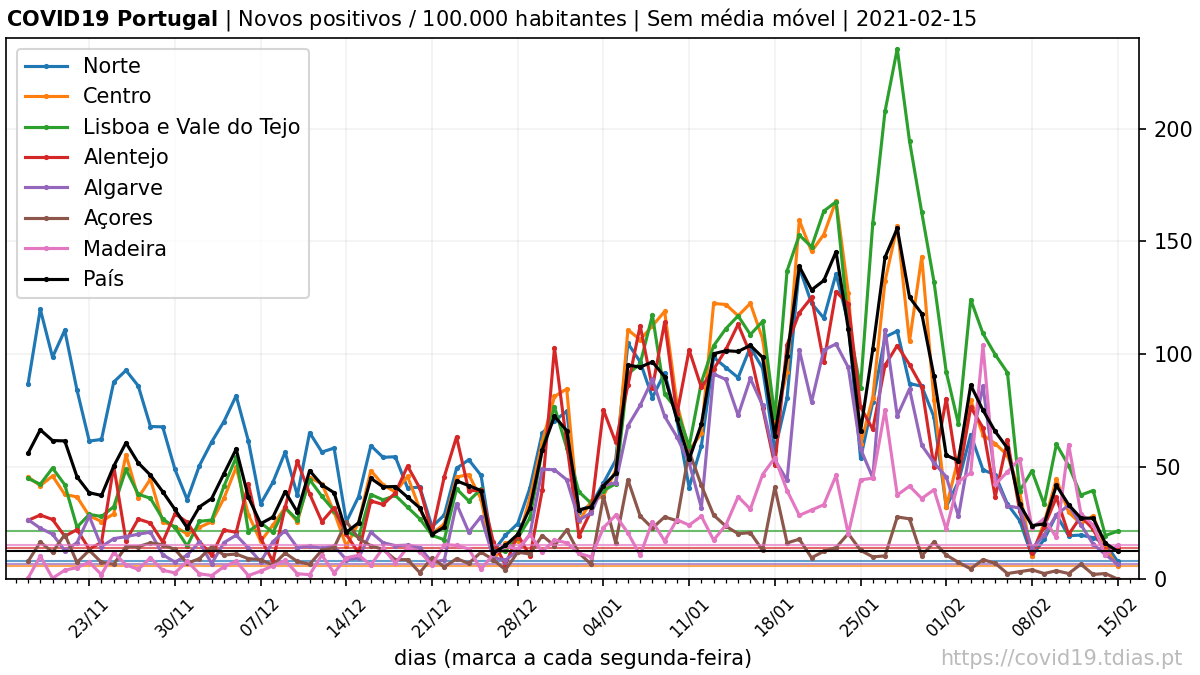 COVID19 Portugal | Novos positivos / 100.000 habitantes | Sem média móvel | 2021-02-15
Norte
Centro
Lisboa e Vale do Tejo
Alentejo
Algarve
Açores
Madeira
País
200
150
100
50
0
23/11 30/11 07/12 14/12 21/12 28/12 04/01 11/01 18/01 25/01 01/02 08/02 15/02
dias (marca a cada segunda-feira)
https://covid19.tdias.pt